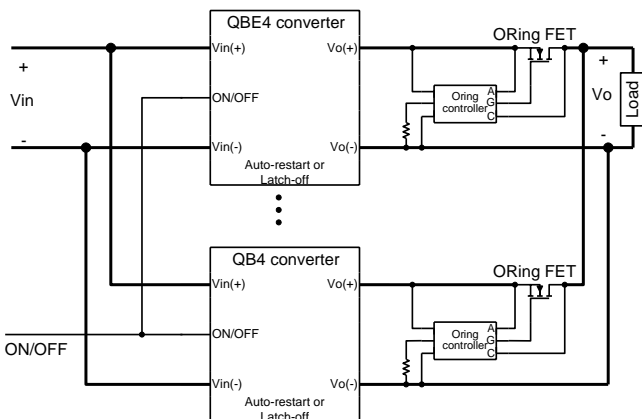 QBE4 converter
Vin(+)
Vo(+)
ORing FET
+
Vin
-
ON/OFF
A
G
C
Oring
controller
+
Vo
-
Load
Vin(-)
Vo(-)
Auto-restart or
Latch-off
QB4 converter
Vin(+)
Vo(+)
ORing FET
ON/OFF
ON/OFF
A
G
C
Oring
controller
Vin(-)
Vo(-)
Auto-restart or
Latch-off